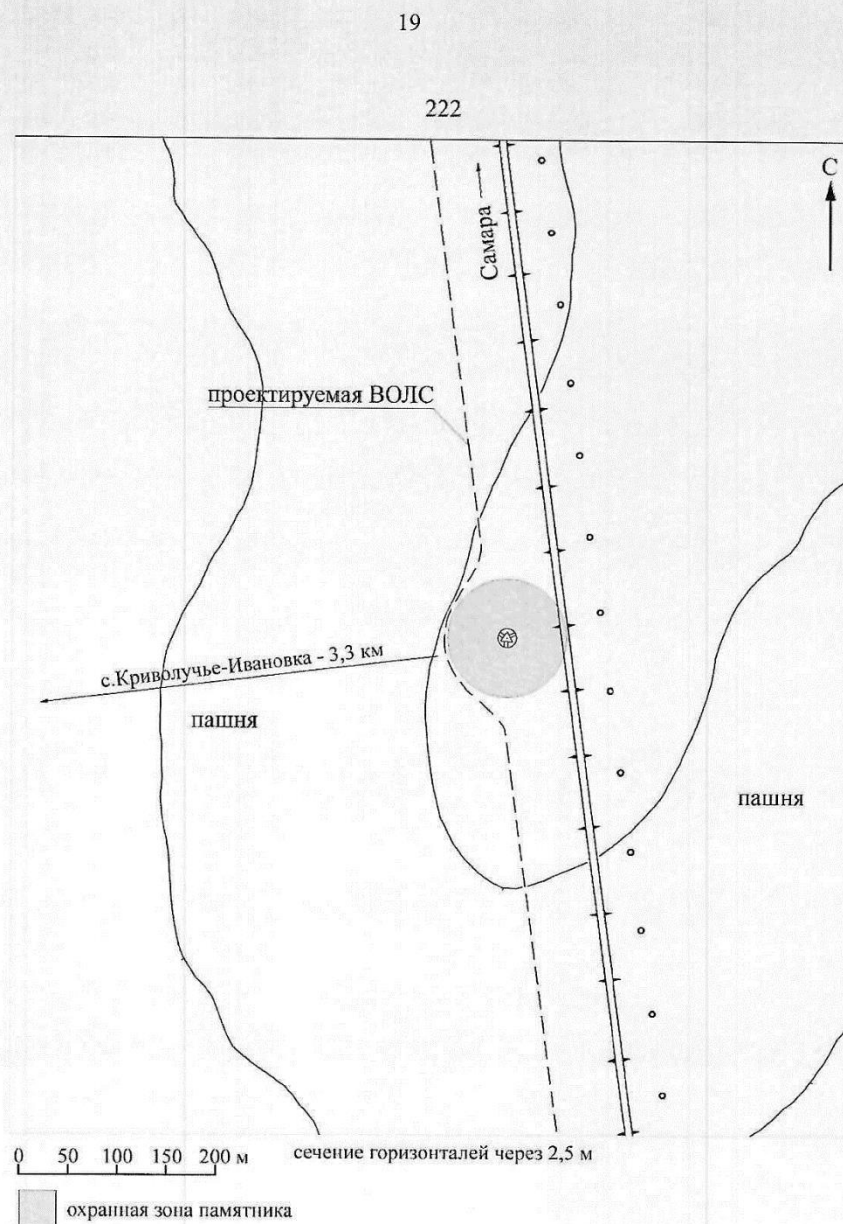 19
222
С
Самара
проектируемая ВОЛС
с.Криволучье-Ивановка - 3,3 км
пашня
пашня
0 50 100 150 200 м
сечение горизонталей через 2,5 м
охранная зона памятника